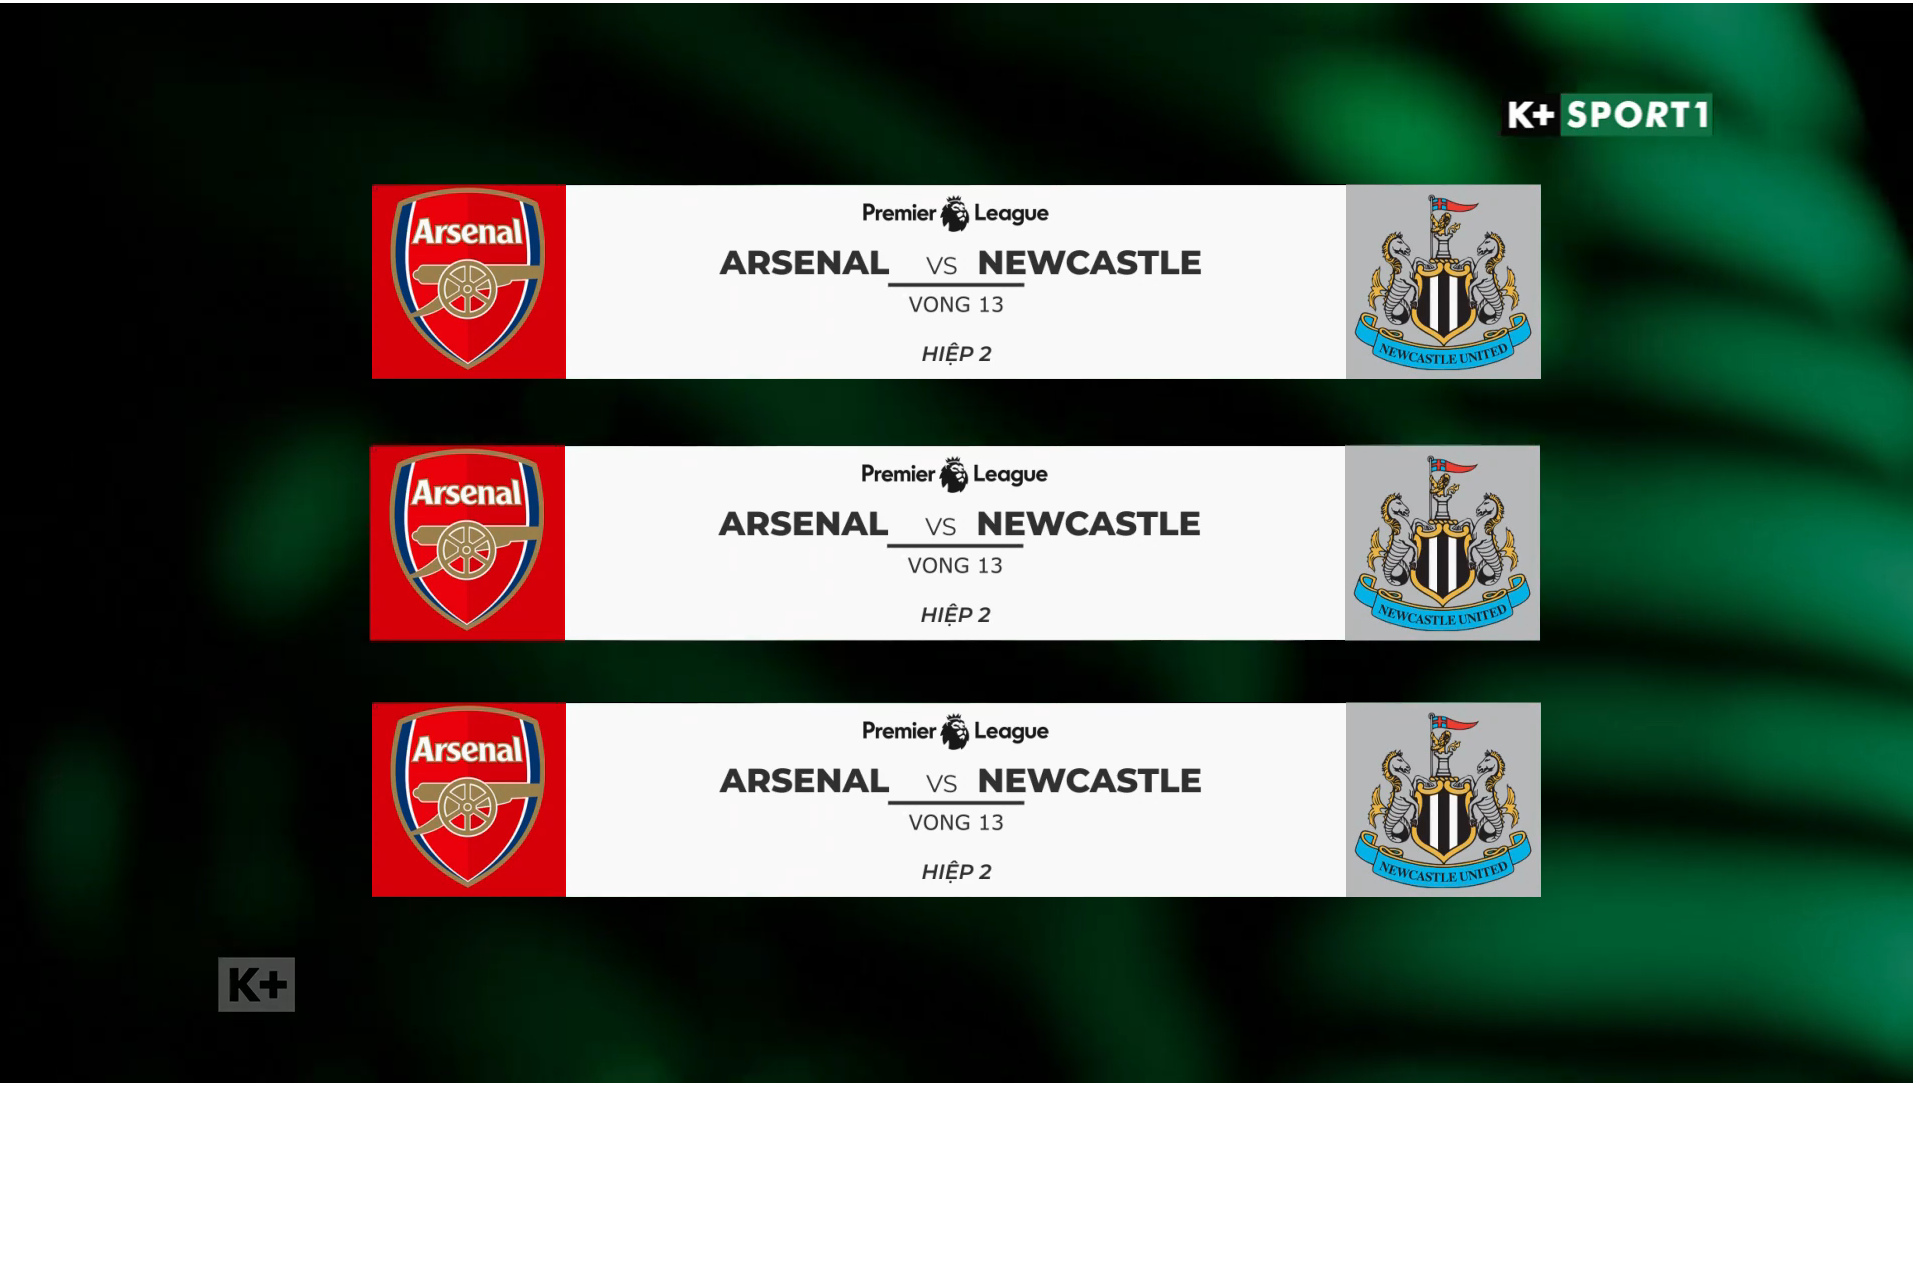 K+ SPORT1
Arsenal
Premier League
ARSENAL VS NEWCASTLE
VONG 13
HIỆP 2
NEWCASTLE UNITED
Arsenal
Premier League
ARSENAL VS NEWCASTLE
VONG 13
HIỆP 2
NEWCASTLE UNITED
Arsenal
Premier League
ARSENAL VS NEWCASTLE
VONG 13
HIỆP 2
NEWCASTLE UNITED
K+